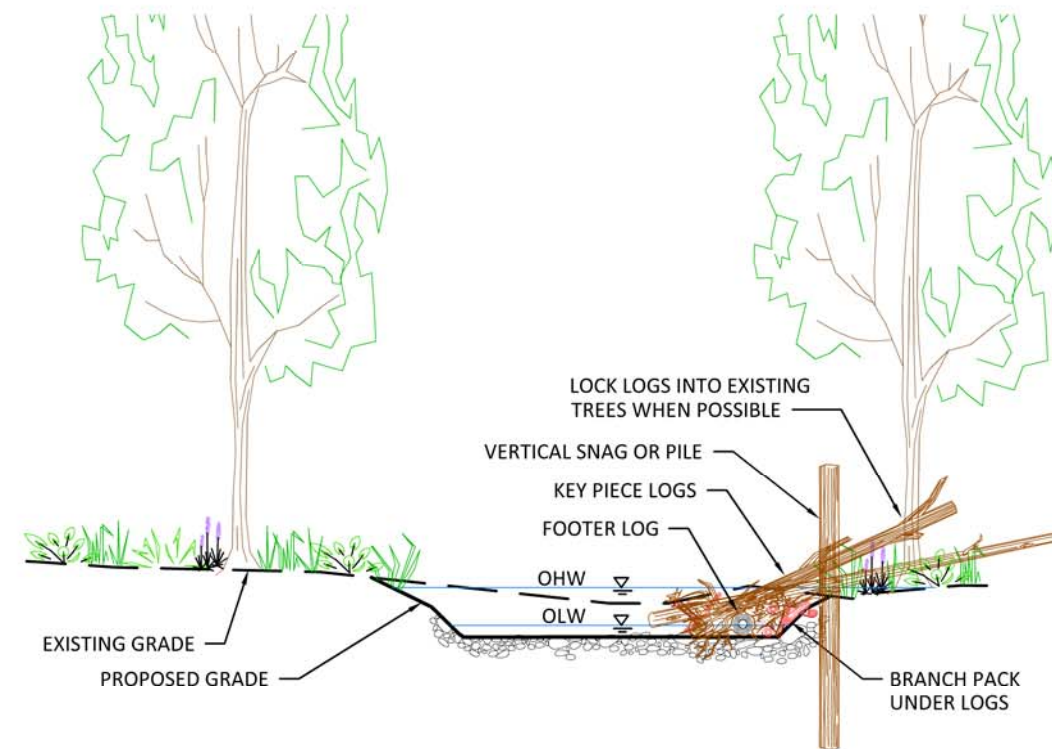 LOCK LOGS INTO EXISTING
TREES WHEN POSSIBLE
VERTICAL SNAG OR PILE
KEY PIECE LOGS
FOOTER LOG
OHW
OLW
EXISTING GRADE
PROPOSED GRADE
BRANCH PACK
UNDER LOGS